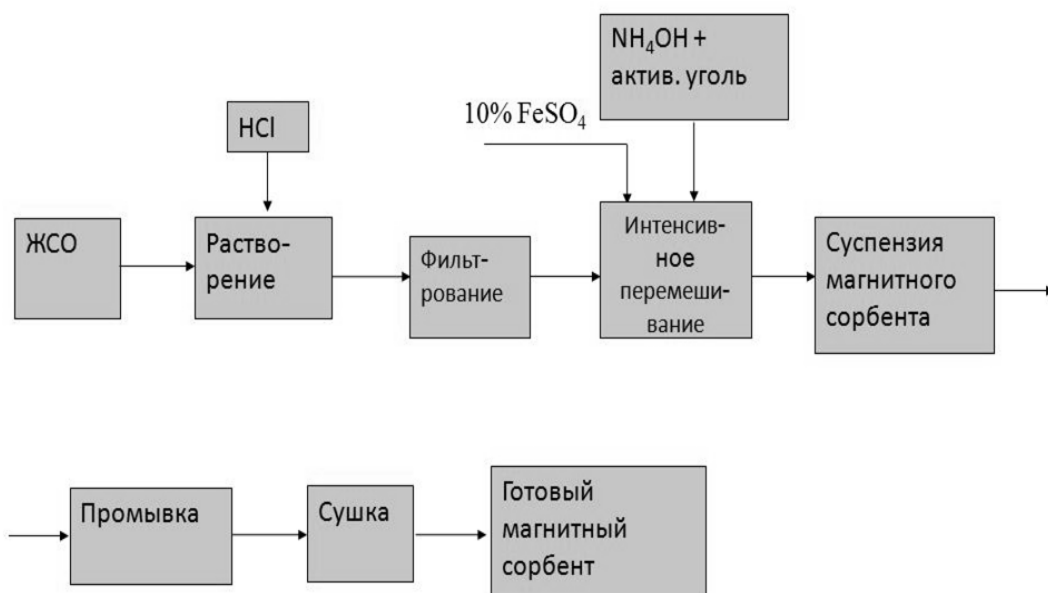 NH₄OH +
актив. уголь
10% FeSO₄
HCl
ЖСО
Раство-
рение
Фильт-
рование
Интенсив-
ное
перемеши-
вание
Суспензия
магнитного
сорбента
Промывка
Сушка
Готовый
магнитный
сорбент